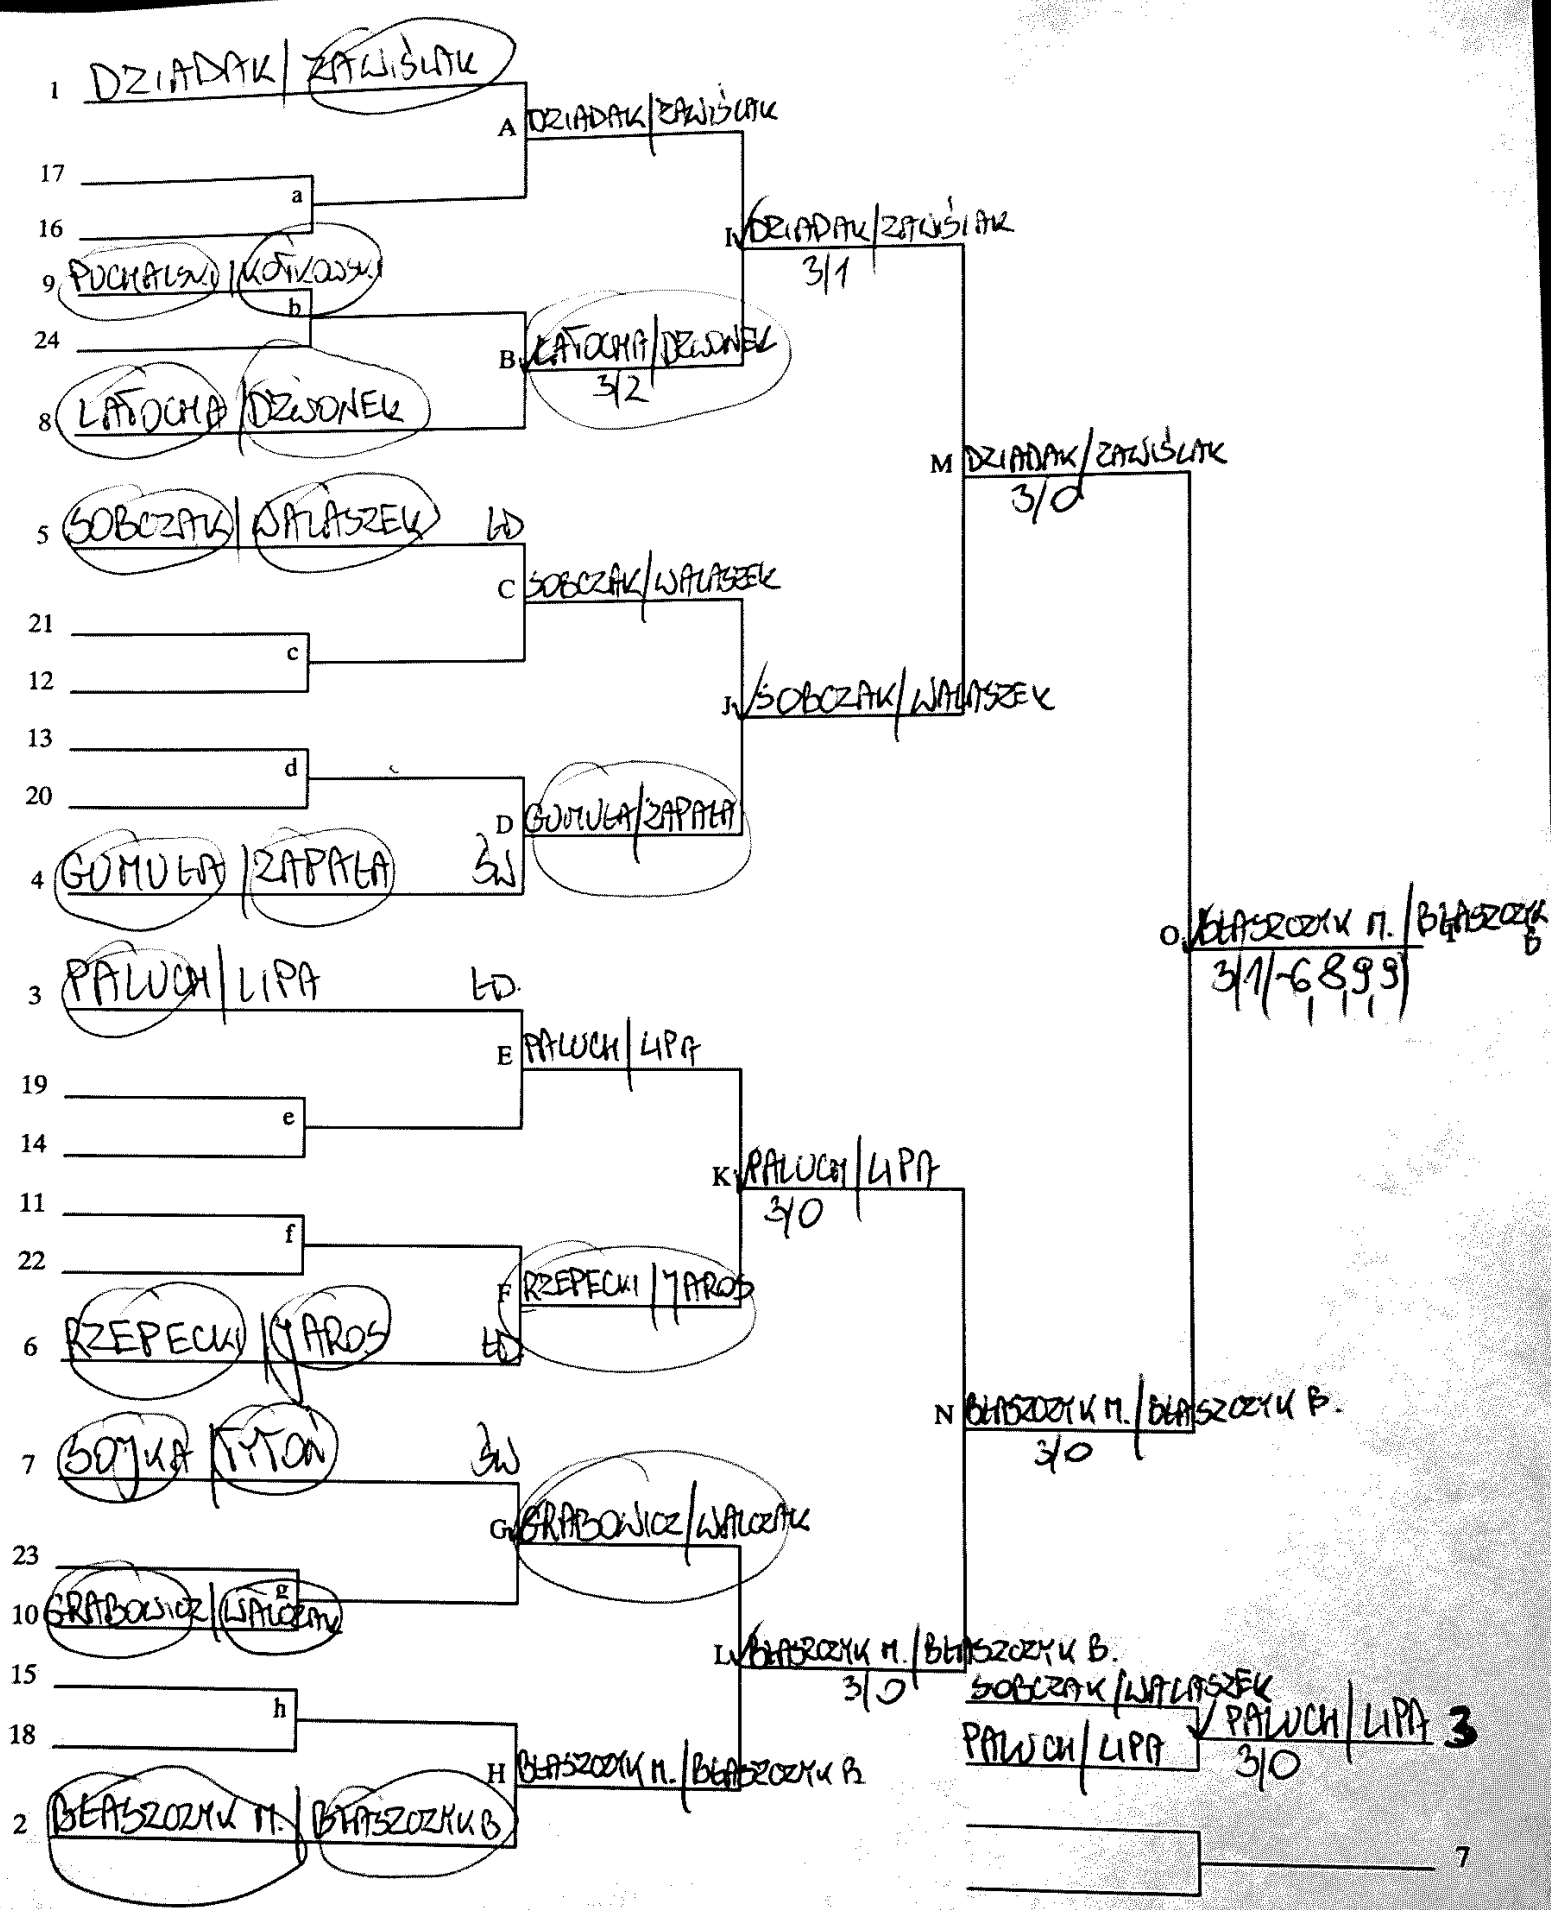 1 DZIADAK / ZAWIŚLAK
A DZIADAK / ZAWIŚLAK
17
a
16
I DZIADAK / ZAWIŚLAK
3/1
9 PUCHALSKI / KOTKOWSKI
b
24
B LATOCHA / DZWONEK
3/2
8 LATOCHA / DZWONEK
M DZIADAK / ZAWIŚLAK
3/0
5 SOBCZAK / WALASZEK ŁD
C SOBCZAK / WALASZEK
21
c
12
J SOBCZAK / WALASZEK
13
d
20
D GUMUŁA / ZAPAŁA
4 GUMUŁA / ZAPAŁA ŚW
O BŁASZCZYK M. / BŁASZCZYK B
3/1 (-6, 8, 9, 9)
3 PALUCH / LIPA ŁD.
E PALUCH / LIPA
19
e
14
K PALUCH / LIPA
3/0
11
f
22
F RZEPECKI / JAROS
6 RZEPECKI / JAROS ŁD
N BŁASZCZYK M. / BŁASZCZYK B.
3/0
7 SOJKA / TYTOŃ ŚW
G GRABOWICZ / WALCZAK
23
g
10 GRABOWICZ / WALCZAK
L BŁASZCZYK M. / BŁASZCZYK B.
3/0
15
h
18
H BŁASZCZYK M. / BŁASZCZYK B
2 BŁASZCZYK M. / BŁASZCZYK B
SOBCZAK / WALASZEK
PALUCH / LIPA 3
PALUCH / LIPA
3/0
7